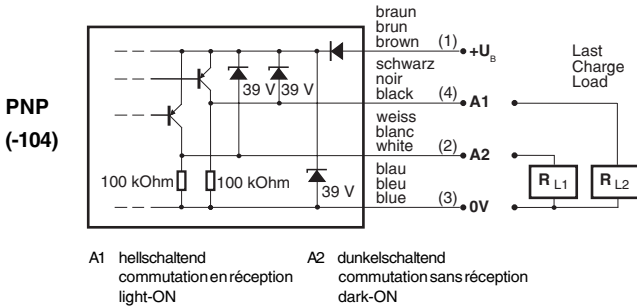 braun
brun
brown (1) +U_B
schwarz
noir
black (4) A1
weiss
blanc
white (2) A2
blau
bleu
blue (3) 0V
Last
Charge
Load
PNP
(-104)
39 V 39 V
100 kOhm 100 kOhm 39 V
R L1 R L2
A1 hellschaltend
commutation en réception
light-ON
A2 dunkelschaltend
commutation sans réception
dark-ON